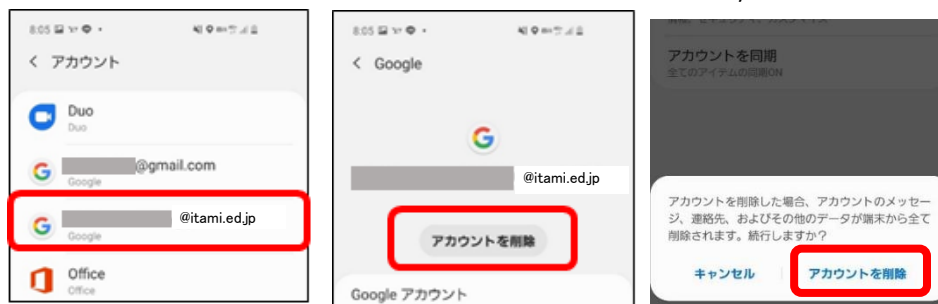 8:05
アカウント
Duo
Duo
@gmail.com
Google
@itami.ed.jp
Google
Office
Office
8:05
Google
@itami.ed.jp
アカウントを削除
Google アカウント
アカウントを同期
全てのアイテムの同期ON
アカウントを削除した場合、アカウントのメッセー
ジ、連絡先、およびその他のデータが端末から全て
削除されます。続行しますか?
キャンセル
アカウントを削除